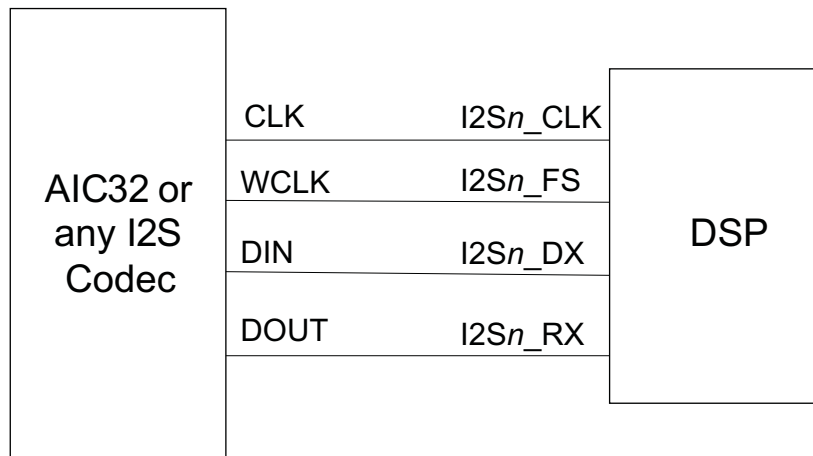 CLK I2Sn_CLK
AIC32 or
any I2S
Codec
WCLK I2Sn_FS
DSP
DIN I2Sn_DX
DOUT I2Sn_RX